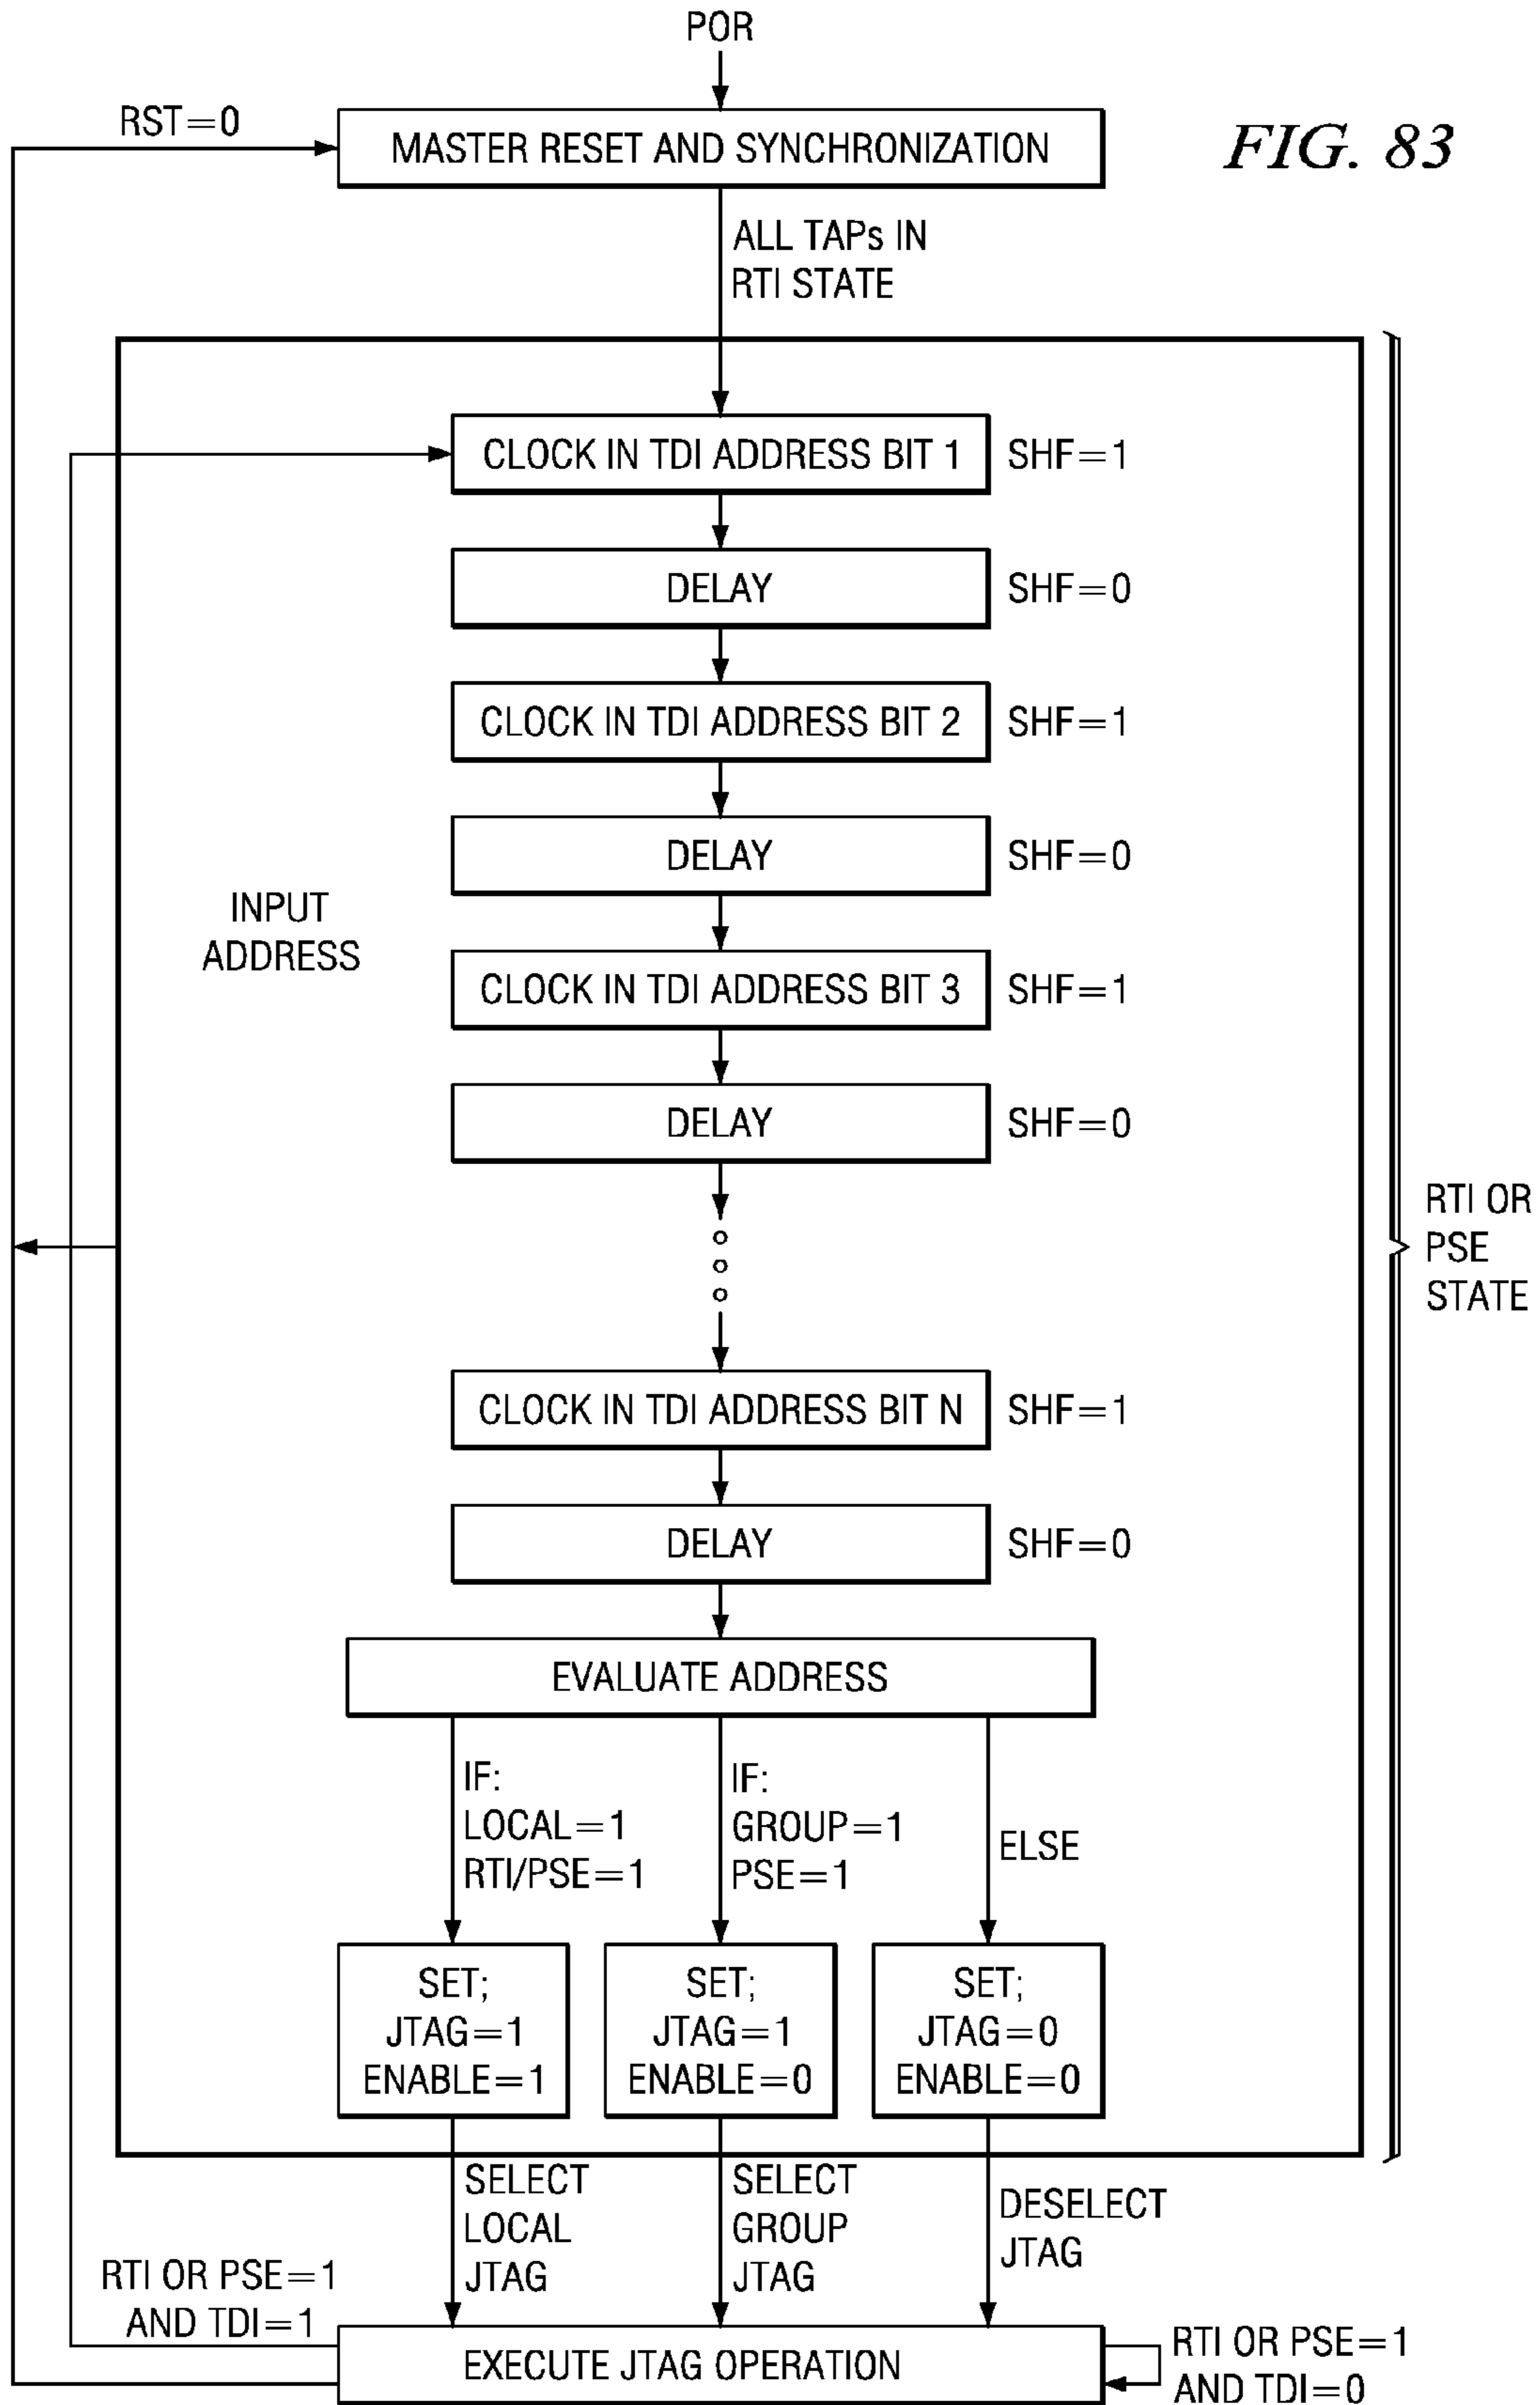 POR
RST=0
MASTER RESET AND SYNCHRONIZATION
FIG. 83
ALL TAPs IN
RTI STATE
CLOCK IN TDI ADDRESS BIT 1
SHF=1
DELAY
SHF=0
CLOCK IN TDI ADDRESS BIT 2
SHF=1
DELAY
SHF=0
INPUT
ADDRESS
CLOCK IN TDI ADDRESS BIT 3
SHF=1
DELAY
SHF=0
RTI OR
PSE
STATE
CLOCK IN TDI ADDRESS BIT N
SHF=1
DELAY
SHF=0
EVALUATE ADDRESS
IF:
LOCAL=1
RTI/PSE=1
IF:
GROUP=1
PSE=1
ELSE
SET;
JTAG=1
ENABLE=1
SET;
JTAG=1
ENABLE=0
SET;
JTAG=0
ENABLE=0
SELECT
LOCAL
JTAG
SELECT
GROUP
JTAG
DESELECT
JTAG
RTI OR PSE=1
AND TDI=1
EXECUTE JTAG OPERATION
RTI OR PSE=1
AND TDI=0